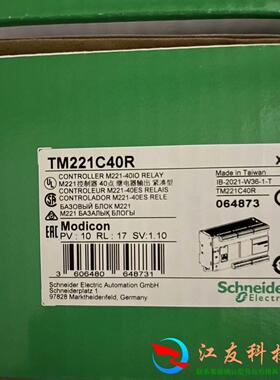 TM221C40R
CONTROLLER M221-40IO RELAY
M221控制器 40点 继电器输出 紧凑型
CONTROLEUR M221-40ES RELAIS
CONTROLADOR M221-40ES RELE
БАЗОВЫЙ БЛОК M221
M221 БАЗАЛЫҚ БЛОГЫ
Modicon
PV : 10 RL : 17 SV:1.10
3 606480 648731
Schneider Electric Automation GmbH
Schneiderplatz 1
97828 Marktheidenfeld, Germany
Made in Taiwan
IB-2021-W36-1-T
TM221C40R
064873
Schneide
江友科技